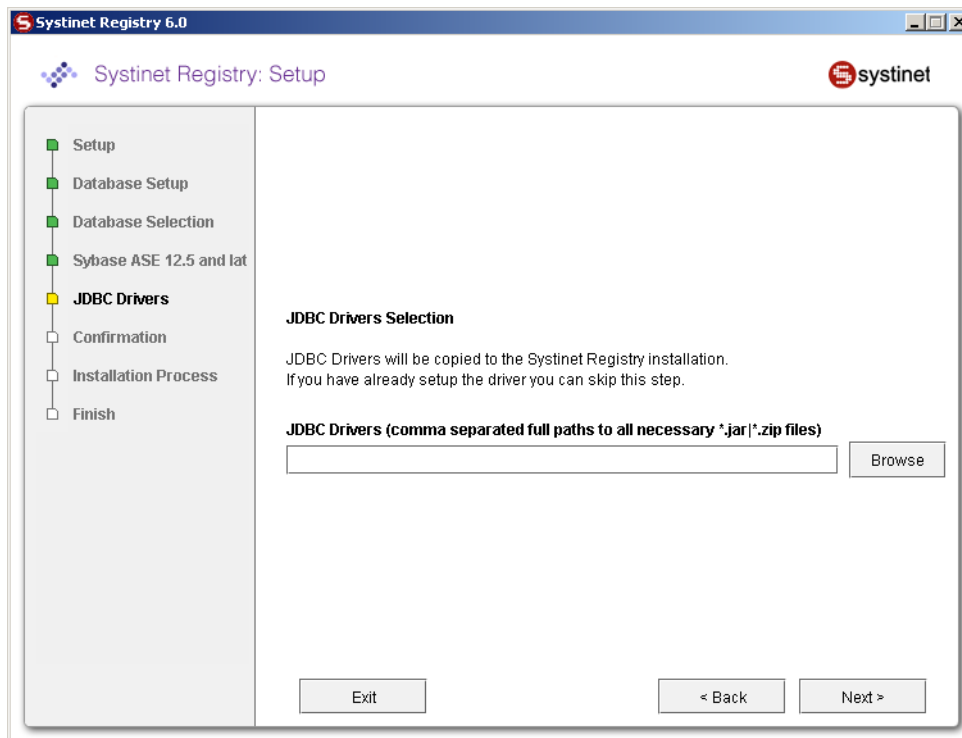 Systinet Registry 6.0
Systinet Registry: Setup
systinet
Setup
Database Setup
Database Selection
Sybase ASE 12.5 and lat
JDBC Drivers
Confirmation
Installation Process
Finish
JDBC Drivers Selection
JDBC Drivers will be copied to the Systinet Registry installation.
If you have already setup the driver you can skip this step.
JDBC Drivers (comma separated full paths to all necessary *.jar|*.zip files)
Browse
Exit
< Back
Next >